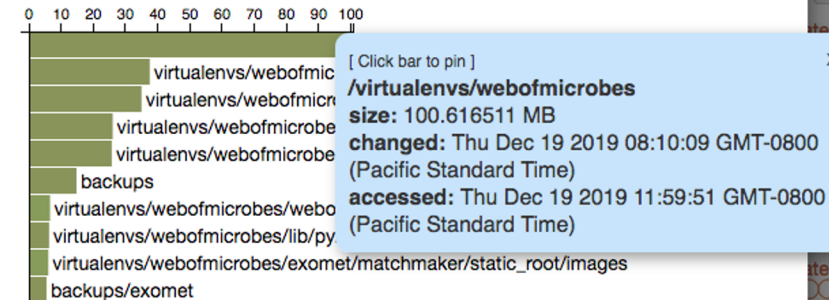 0 10 20 30 40 50 60 70 80 90 100
[ Click bar to pin ]
/virtualenvs/webofmicrobes
size: 100.616511 MB
changed: Thu Dec 19 2019 08:10:09 GMT-0800
(Pacific Standard Time)
accessed: Thu Dec 19 2019 11:59:51 GMT-0800
(Pacific Standard Time)
virtualenvs/webofmic
virtualenvs/webofmicr
virtualenvs/webofmicrobe
virtualenvs/webofmicrobe
backups
virtualenvs/webofmicrobes/webo
virtualenvs/webofmicrobes/lib/py
virtualenvs/webofmicrobes/exomet/matchmaker/static_root/images
backups/exomet